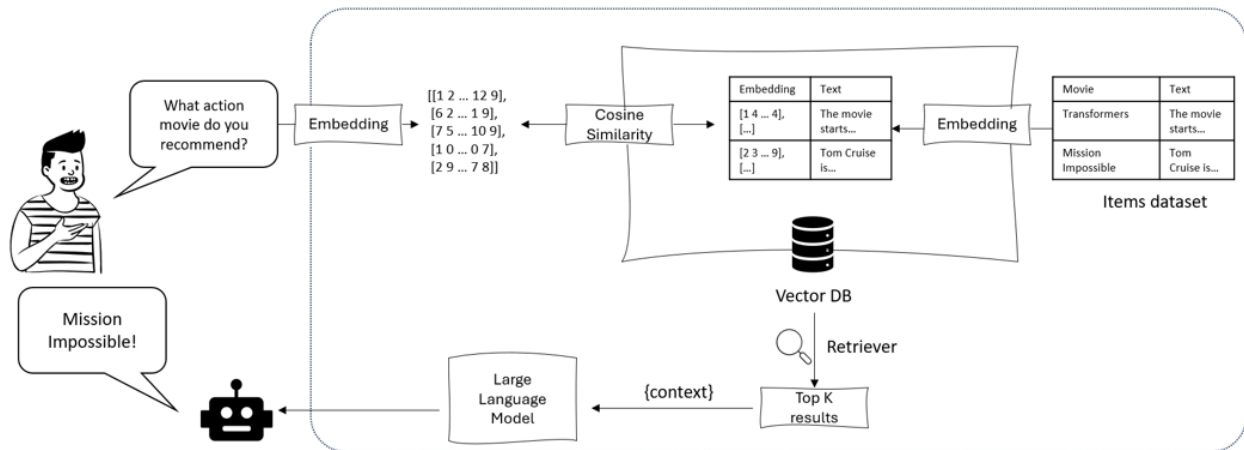 What action
movie do you
recommend?
Embedding
[[1 2 … 12 9],
[6 2 … 1 9],
[7 5 … 10 9],
[1 0 … 0 7],
[2 9 … 7 8]]
Cosine
Similarity
Embedding Text
[1 4 … 4],
[…]
The movie
starts…
[2 3 … 9],
[…]
Tom Cruise
is…
Embedding
Movie Text
Transformers
The movie
starts…
Mission
Impossible
Tom
Cruise is…
Items dataset
Vector DB
Retriever
Top K
results
{context}
Large
Language
Model
Mission
Impossible!